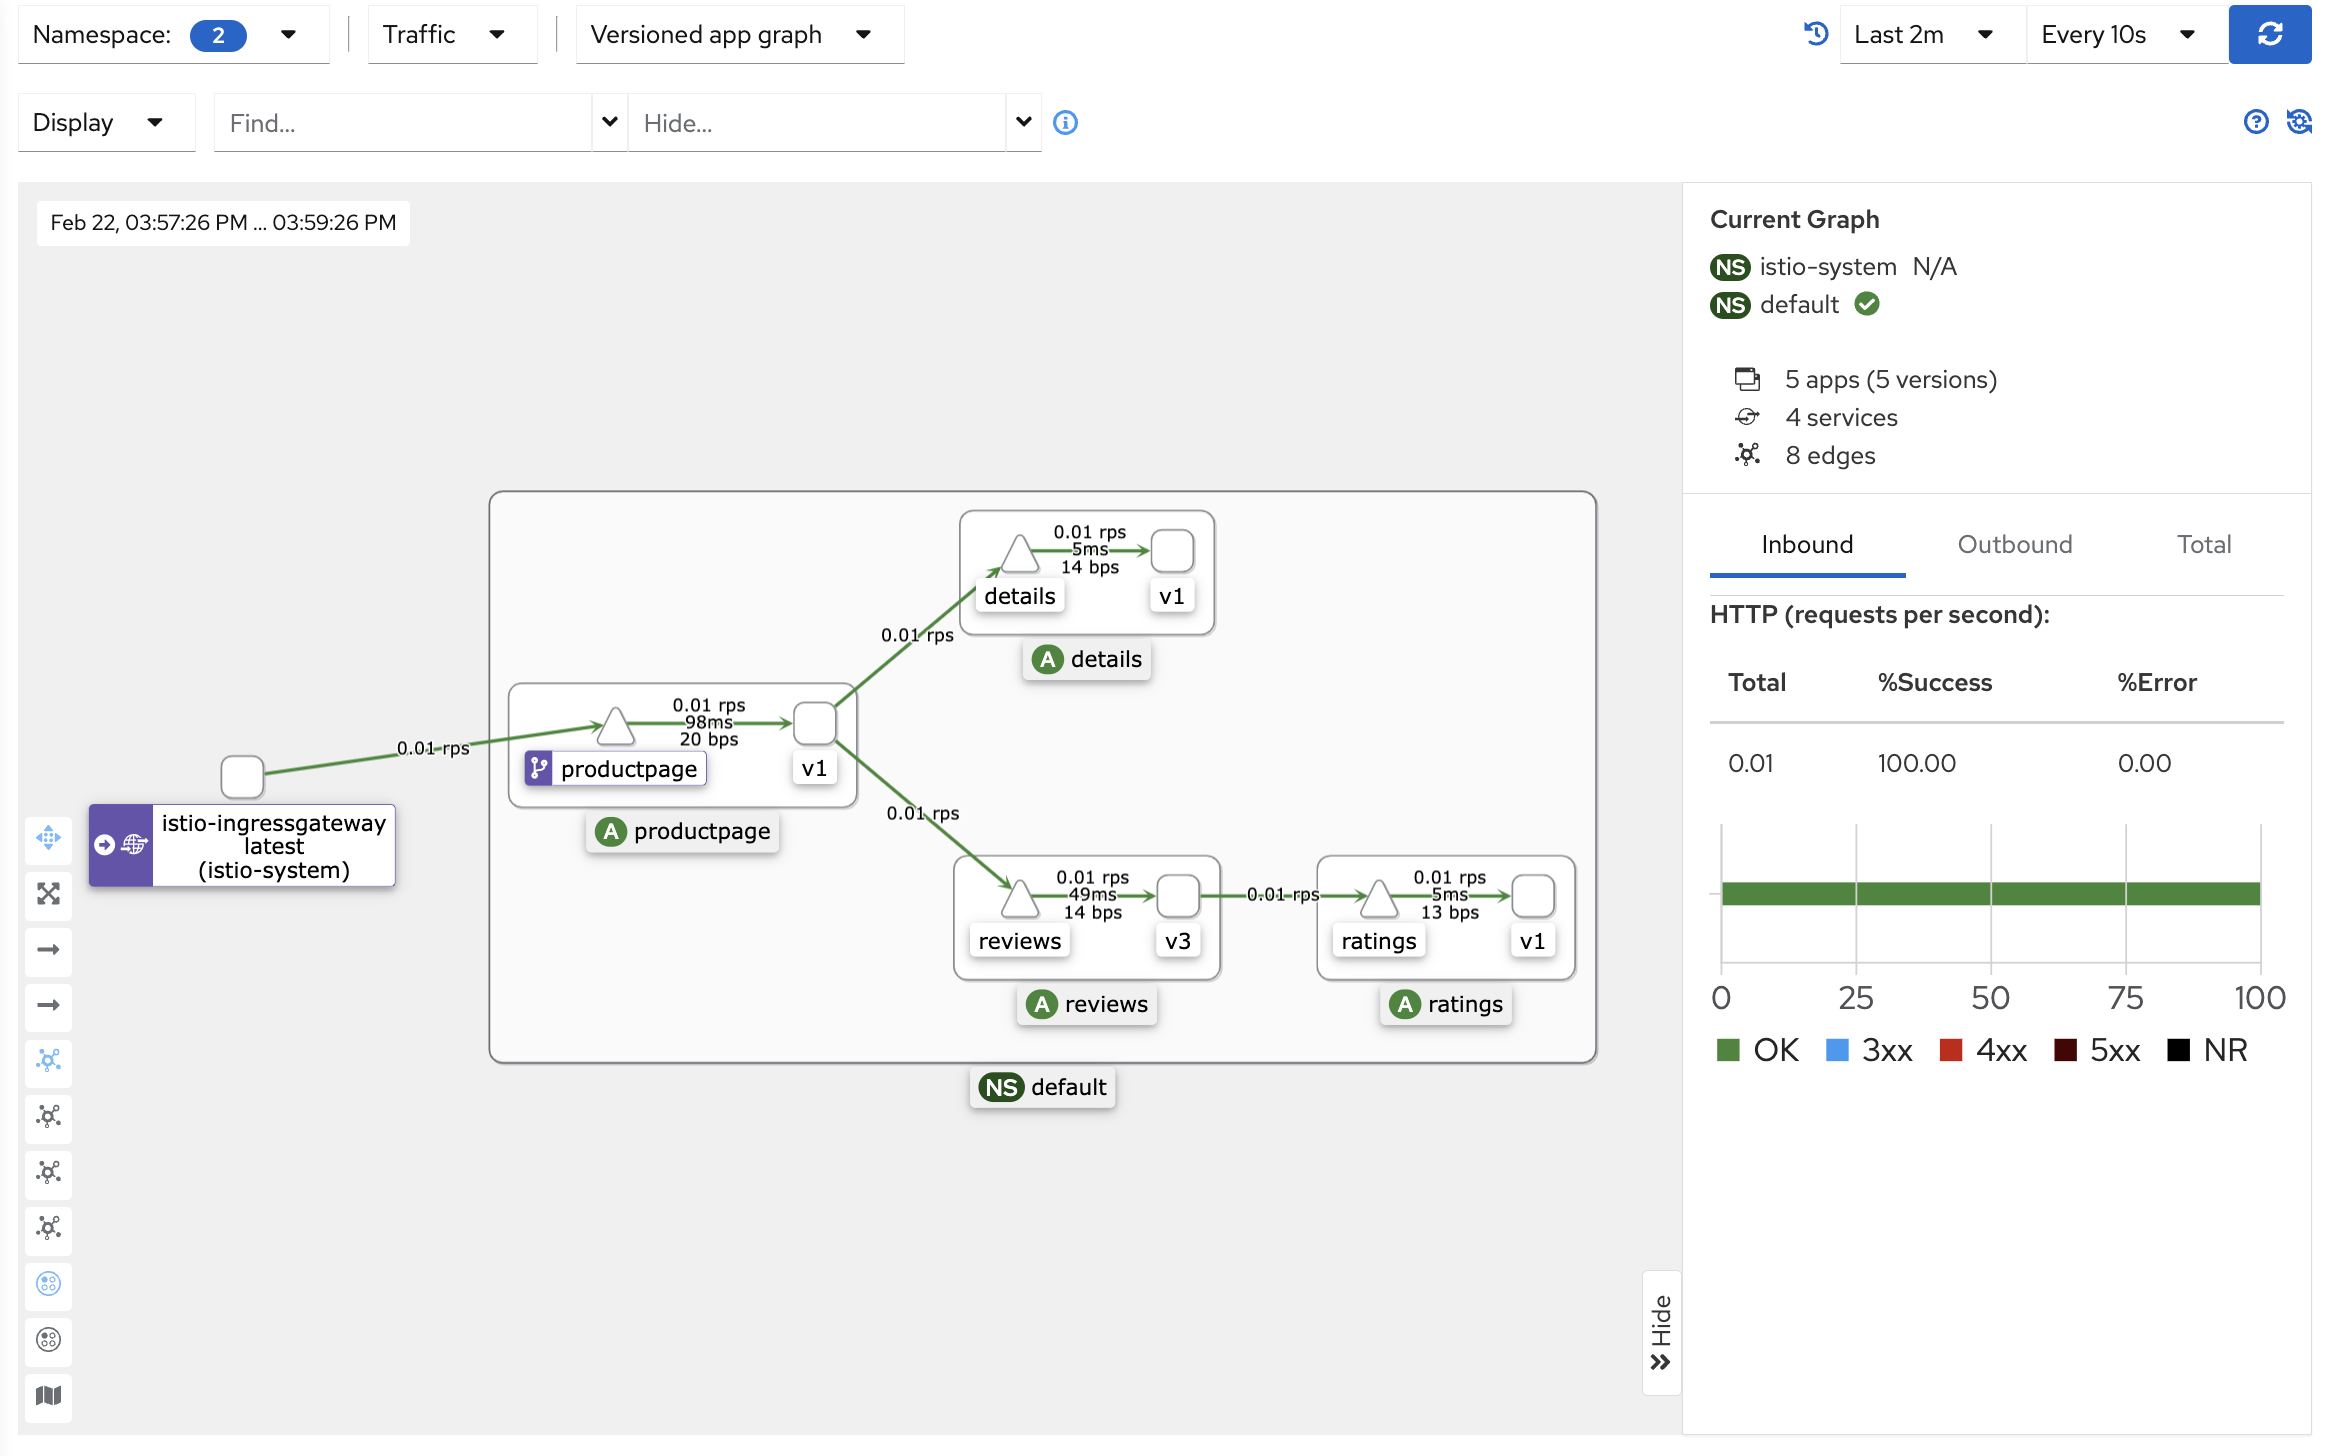 Namespace: 2
Traffic
Versioned app graph
Last 2m
Every 10s
Display
Find...
Hide...
Feb 22, 03:57:26 PM ... 03:59:26 PM
0.01 rps
5ms
14 bps
details
v1
A details
0.01 rps
0.01 rps
98ms
20 bps
productpage
v1
A productpage
0.01 rps
istio-ingressgateway
latest
(istio-system)
0.01 rps
0.01 rps
49ms
14 bps
reviews
v3
A reviews
0.01 rps
0.01 rps
5ms
13 bps
ratings
v1
A ratings
NS default
Hide
Current Graph
NS istio-system N/A
NS default
5 apps (5 versions)
4 services
8 edges
Inbound
Outbound
Total
HTTP (requests per second):
Total %Success %Error
0.01 100.00 0.00
0 25 50 75 100
OK 3xx 4xx 5xx NR